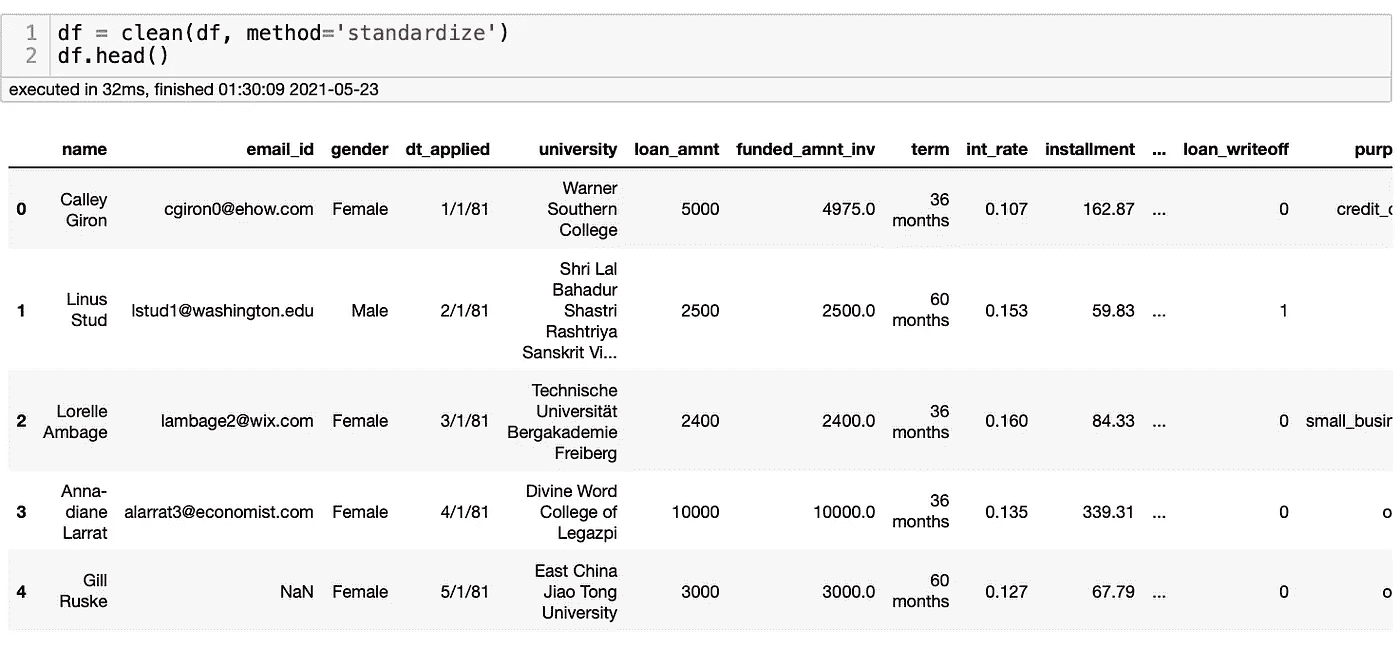 1 df = clean(df, method='standardize')
2 df.head()
executed in 32ms, finished 01:30:09 2021-05-23
name email_id gender dt_applied university loan_amnt funded_amnt_inv term int_rate installment ... loan_writeoff purp
0 Calley Giron cgiron0@ehow.com Female 1/1/81 Warner Southern College 5000 4975.0 36 months 0.107 162.87 ... 0 credit_c
1 Linus Stud lstud1@washington.edu Male 2/1/81 Shri Lal Bahadur Shastri Rashtriya Sanskrit Vi... 2500 2500.0 60 months 0.153 59.83 ... 1
2 Lorelle Ambage lambage2@wix.com Female 3/1/81 Technische Universität Bergakademie Freiberg 2400 2400.0 36 months 0.160 84.33 ... 0 small_busin
3 Anna-diane Larrat alarrat3@economist.com Female 4/1/81 Divine Word College of Legazpi 10000 10000.0 36 months 0.135 339.31 ... 0 o
4 Gill Ruske NaN Female 5/1/81 East China Jiao Tong University 3000 3000.0 60 months 0.127 67.79 ... 0 o